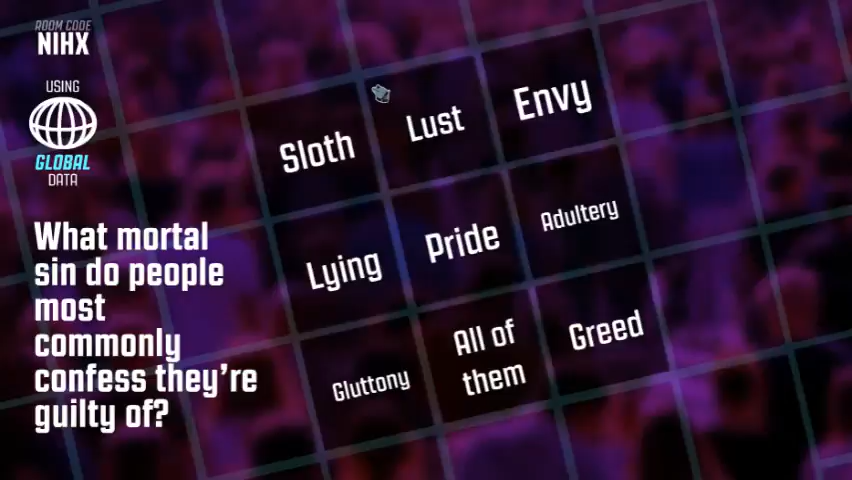 ROOM CODE
NIHX
USING
GLOBAL
DATA
What mortal
sin do people
most
commonly
confess they're
guilty of?
Sloth
Lust
Envy
Lying
Pride
Adultery
Gluttony
All of
them
Greed